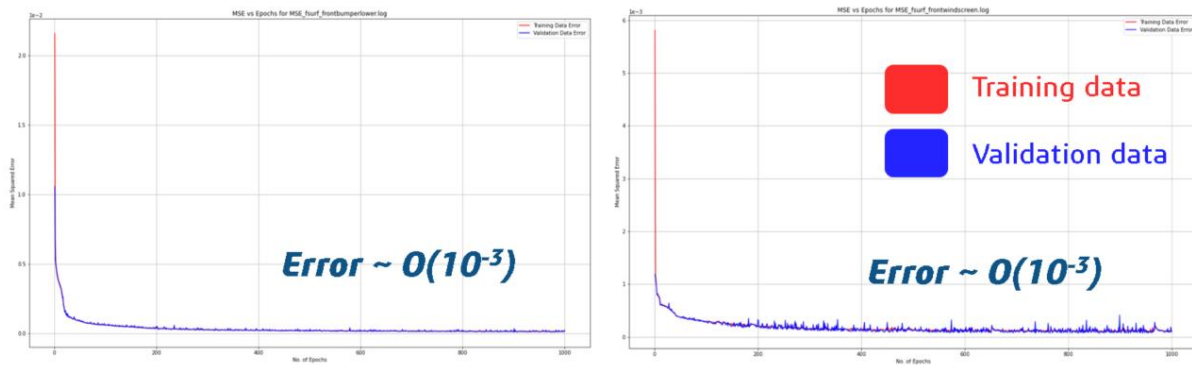 MSE vs Epochs for MSE_fsurf_frontbumperlower.log
1e-2
Training Data Error
Validation Data Error
2.0
1.5
1.0
0.5
0.0
Mean Squared Error
Error ~ O(10⁻³)
0 200 400 600 800 1000
No. of Epochs
MSE vs Epochs for MSE_fsurf_frontwindscreen.log
1e-3
Training Data Error
Validation Data Error
6
5
4
3
2
1
0
Mean Squared Error
Training data
Validation data
Error ~ O(10⁻³)
0 200 400 600 800 1000
No. of Epochs